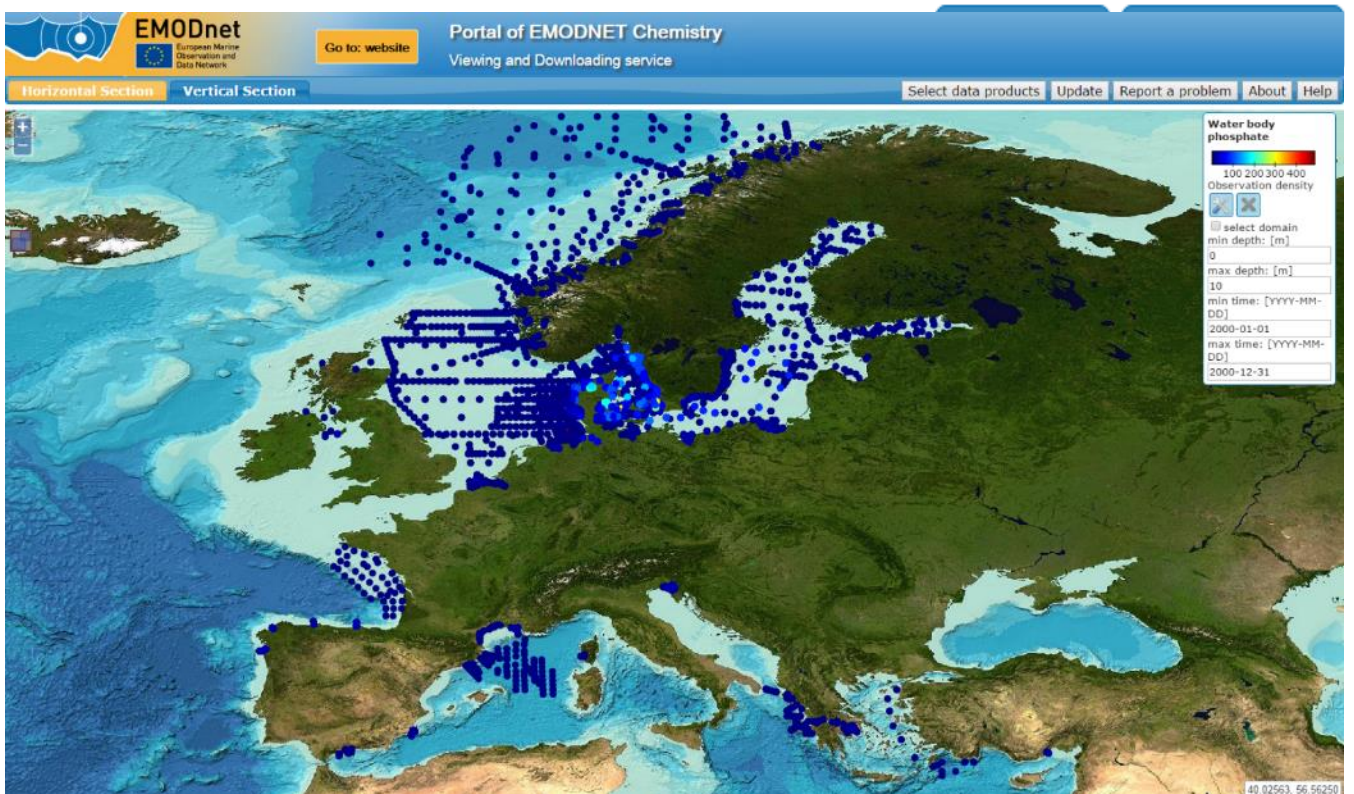 EMODnet
European Marine
Observation and
Data Network
Go to: website
Portal of EMODNET Chemistry
Viewing and Downloading service
Horizontal Section
Vertical Section
Select data products
Update
Report a problem
About
Help
+
−
Water body
phosphate
100 200 300 400
Observation density
select domain
min depth: [m]
0
max depth: [m]
10
min time: [YYYY-MM-
DD]
2000-01-01
max time: [YYYY-MM-
DD]
2000-12-31
40.02563, 56.56250